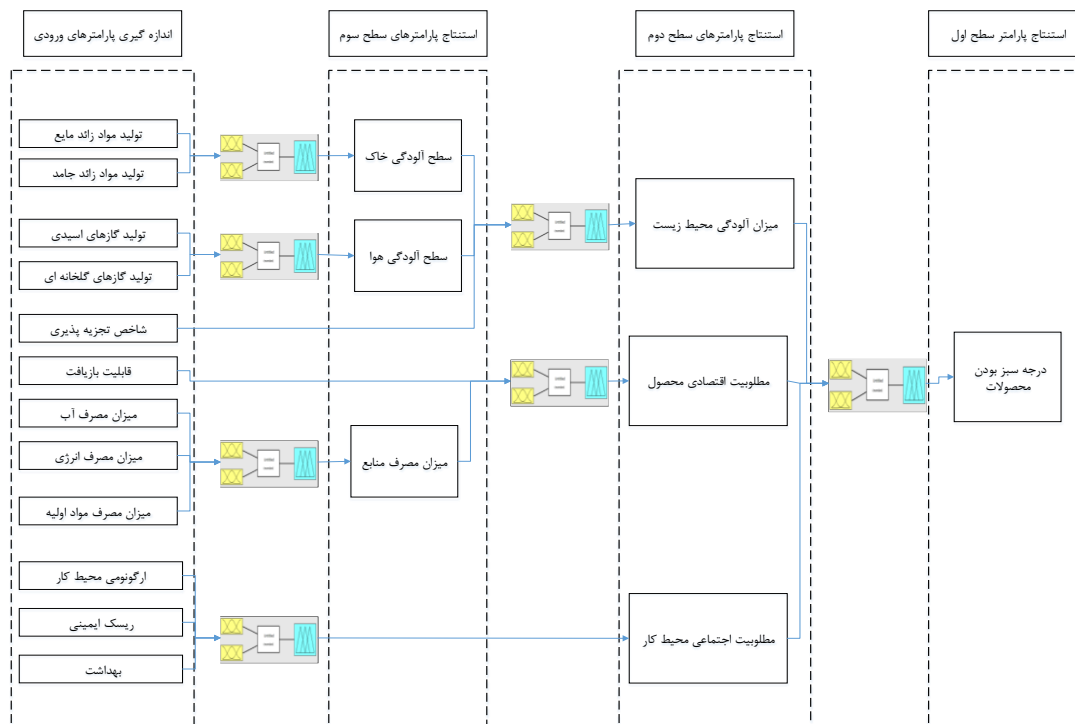 اندازه گیری پارامترهای ورودی
استنتاج پارامترهای سطح سوم
استنتاج پارامترهای سطح دوم
استنتاج پارامتر سطح اول
تولید مواد زائد مایع
تولید مواد زائد جامد
تولید گازهای اسیدی
تولید گازهای گلخانه ای
شاخص تجزیه پذیری
قابلیت بازیافت
میزان مصرف آب
میزان مصرف انرژی
میزان مصرف مواد اولیه
ارگونومی محیط کار
ریسک ایمینی
بهداشت
سطح آلودگی خاک
سطح آلودگی هوا
میزان مصرف منابع
میزان آلودگی محیط زیست
مطلوبیت اقتصادی محصول
مطلوبیت اجتماعی محیط کار
درجه سبز بودن
محصولات